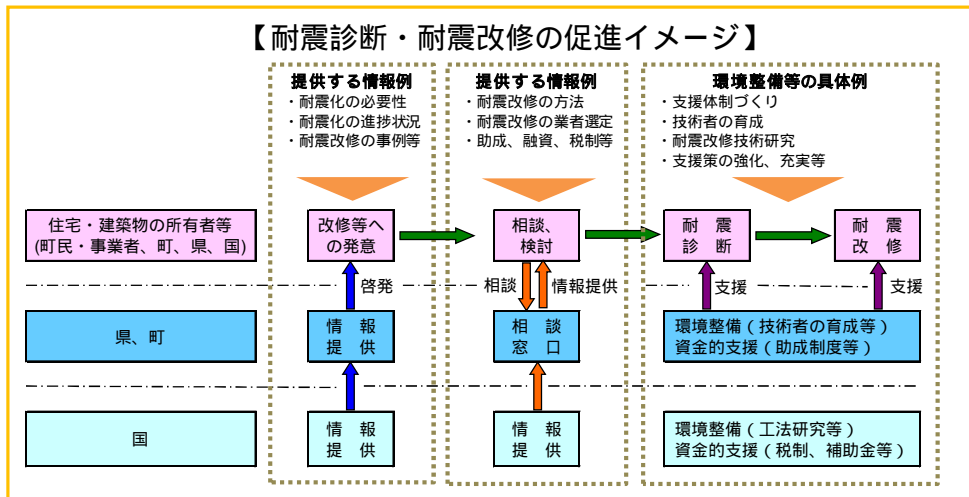 【耐震診断・耐震改修の促進イメージ】
提供する情報例
・耐震化の必要性
・耐震化の進捗状況
・耐震改修の事例等
提供する情報例
・耐震改修の方法
・耐震改修の業者選定
・助成、融資、税制等
環境整備等の具体例
・支援体制づくり
・技術者の育成
・耐震改修技術研究
・支援策の強化、充実等
住宅・建築物の所有者等
(町民・事業者、町、県、国)
改修等へ
の発意
相談、
検討
耐 震
診 断
耐 震
改 修
啓発
相談
情報提供
支援
支援
県、町
情 報
提 供
相 談
窓 口
環境整備(技術者の育成等)
資金的支援(助成制度等)
国
情 報
提 供
情 報
提 供
環境整備(工法研究等)
資金的支援(税制、補助金等)